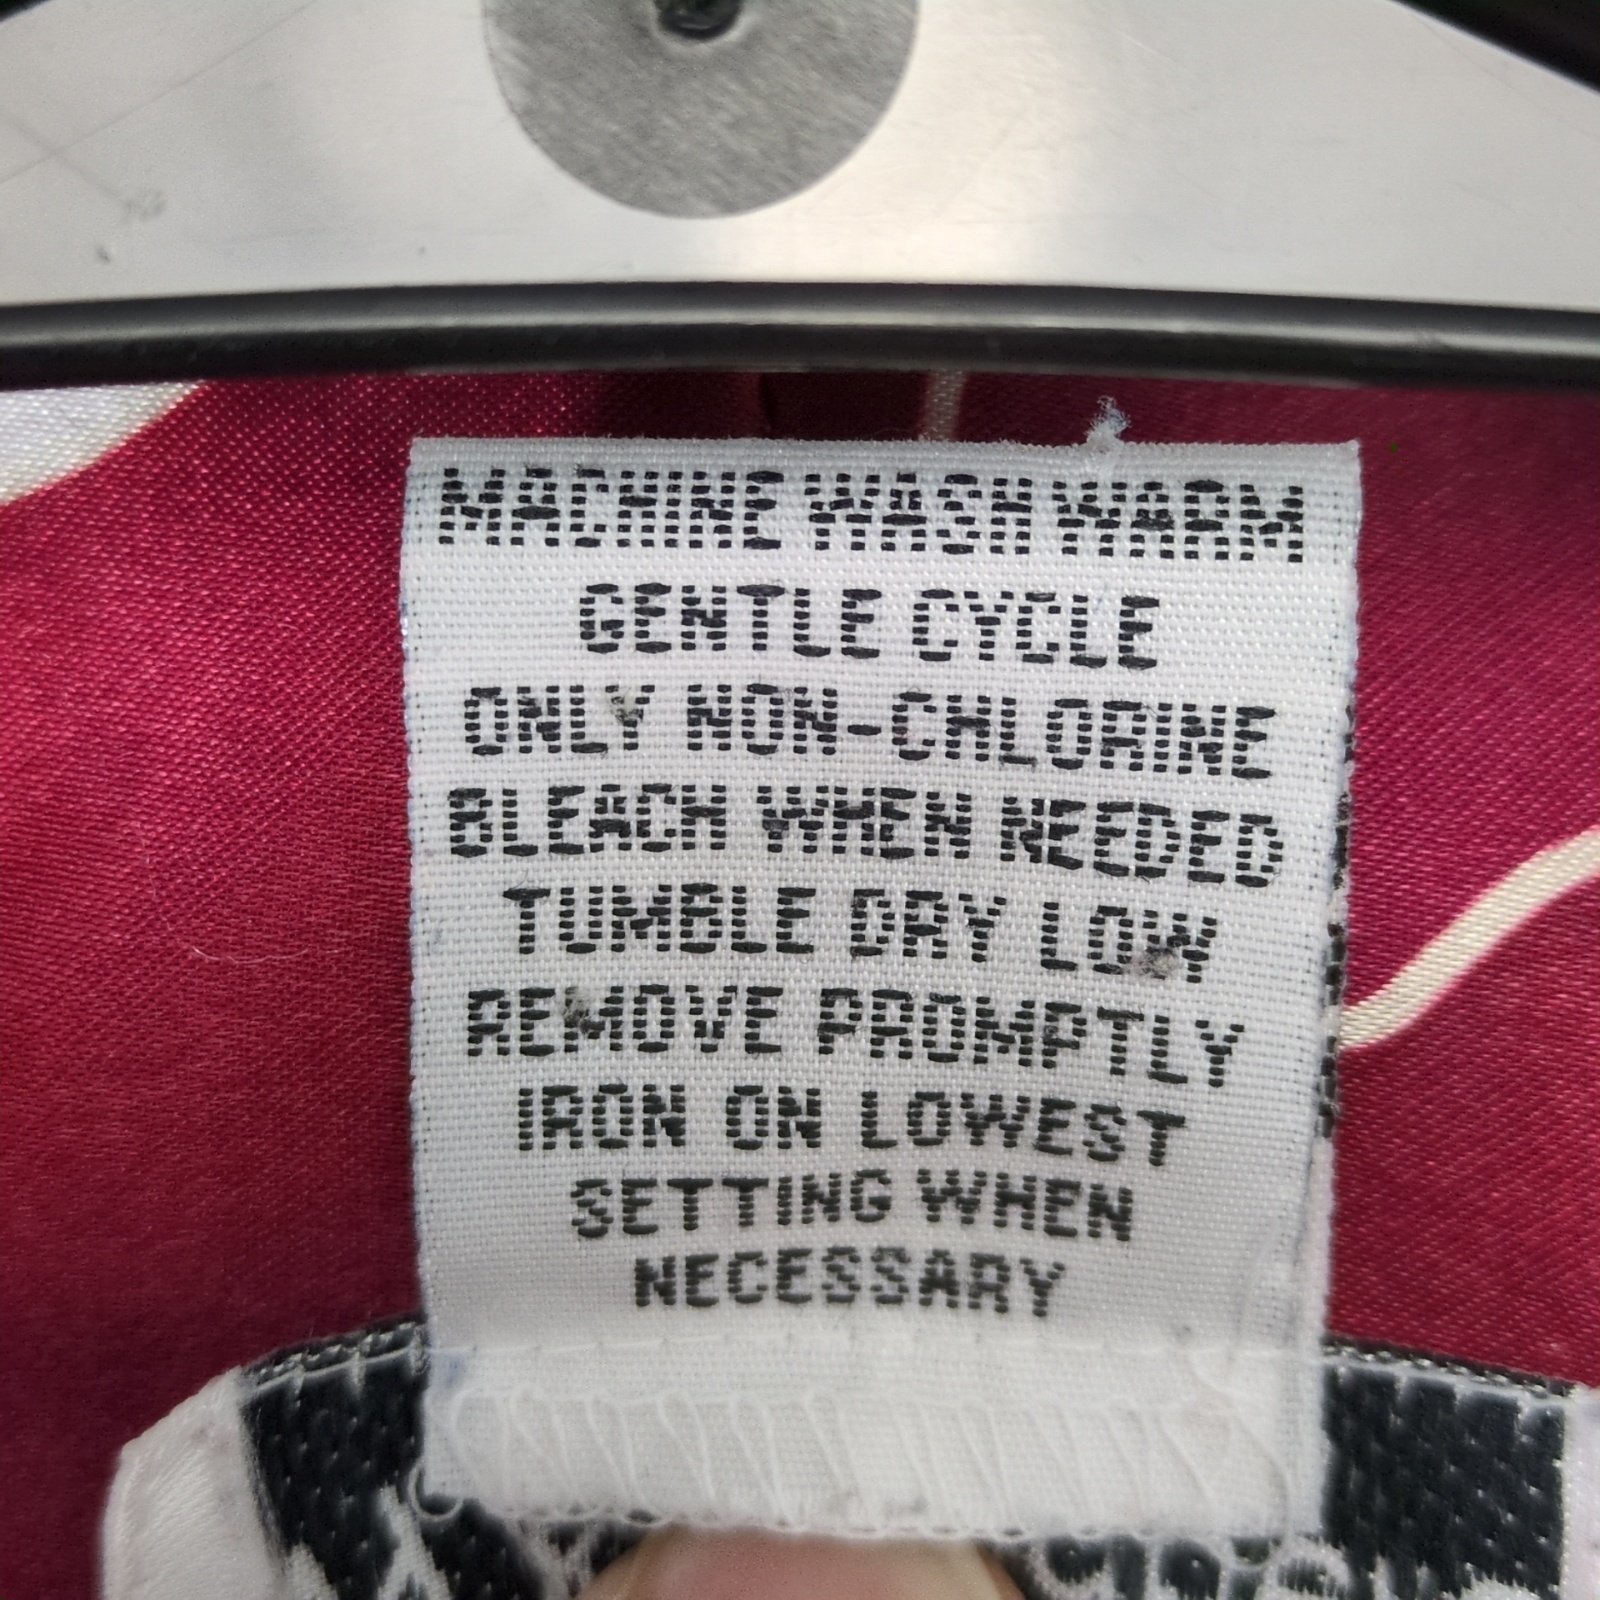 MACHINE WASH WARM
GENTLE CYCLE
ONLY NON-CHLORINE
BLEACH WHEN NEEDED
TUMBLE DRY LOW
REMOVE PROMPTLY
IRON ON LOWEST
SETTING WHEN
NECESSARY